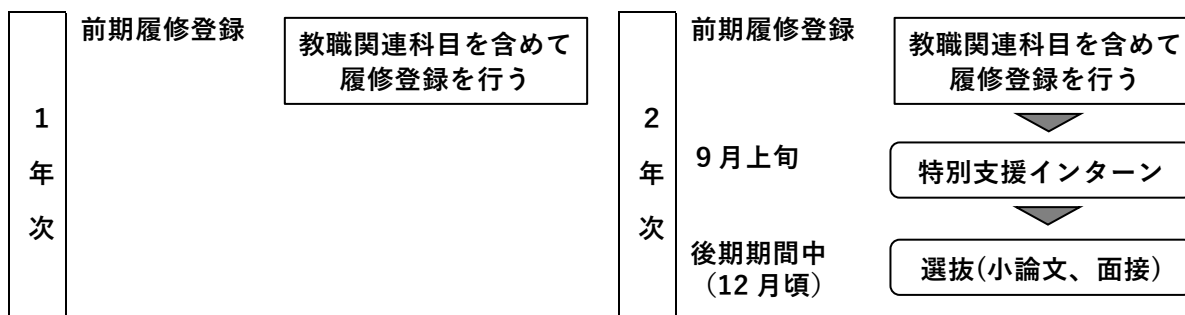 1
年
次
前期履修登録
教職関連科目を含めて
履修登録を行う
2
年
次
前期履修登録
教職関連科目を含めて
履修登録を行う
９月上旬
特別支援インターン
後期期間中
（12 月頃）
選抜(小論文、面接)